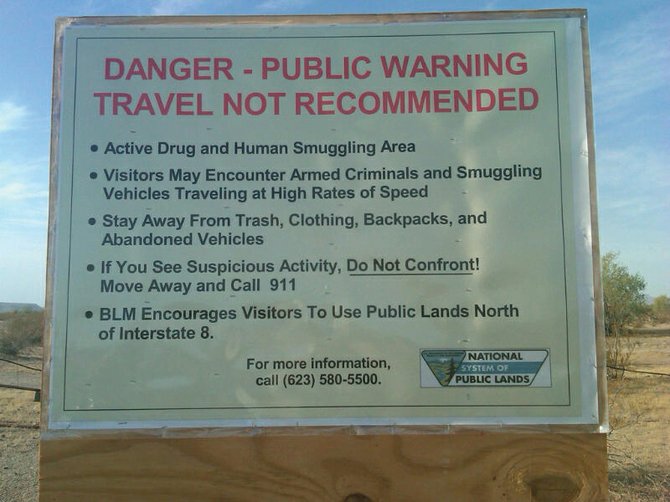 DANGER - PUBLIC WARNING
TRAVEL NOT RECOMMENDED
• Active Drug and Human Smuggling Area
• Visitors May Encounter Armed Criminals and Smuggling
Vehicles Traveling at High Rates of Speed
• Stay Away From Trash, Clothing, Backpacks, and
Abandoned Vehicles
• If You See Suspicious Activity, Do Not Confront!
Move Away and Call 911
• BLM Encourages Visitors To Use Public Lands North
of Interstate 8.
For more information,
call (623) 580-5500.
NATIONAL
SYSTEM OF
PUBLIC LANDS